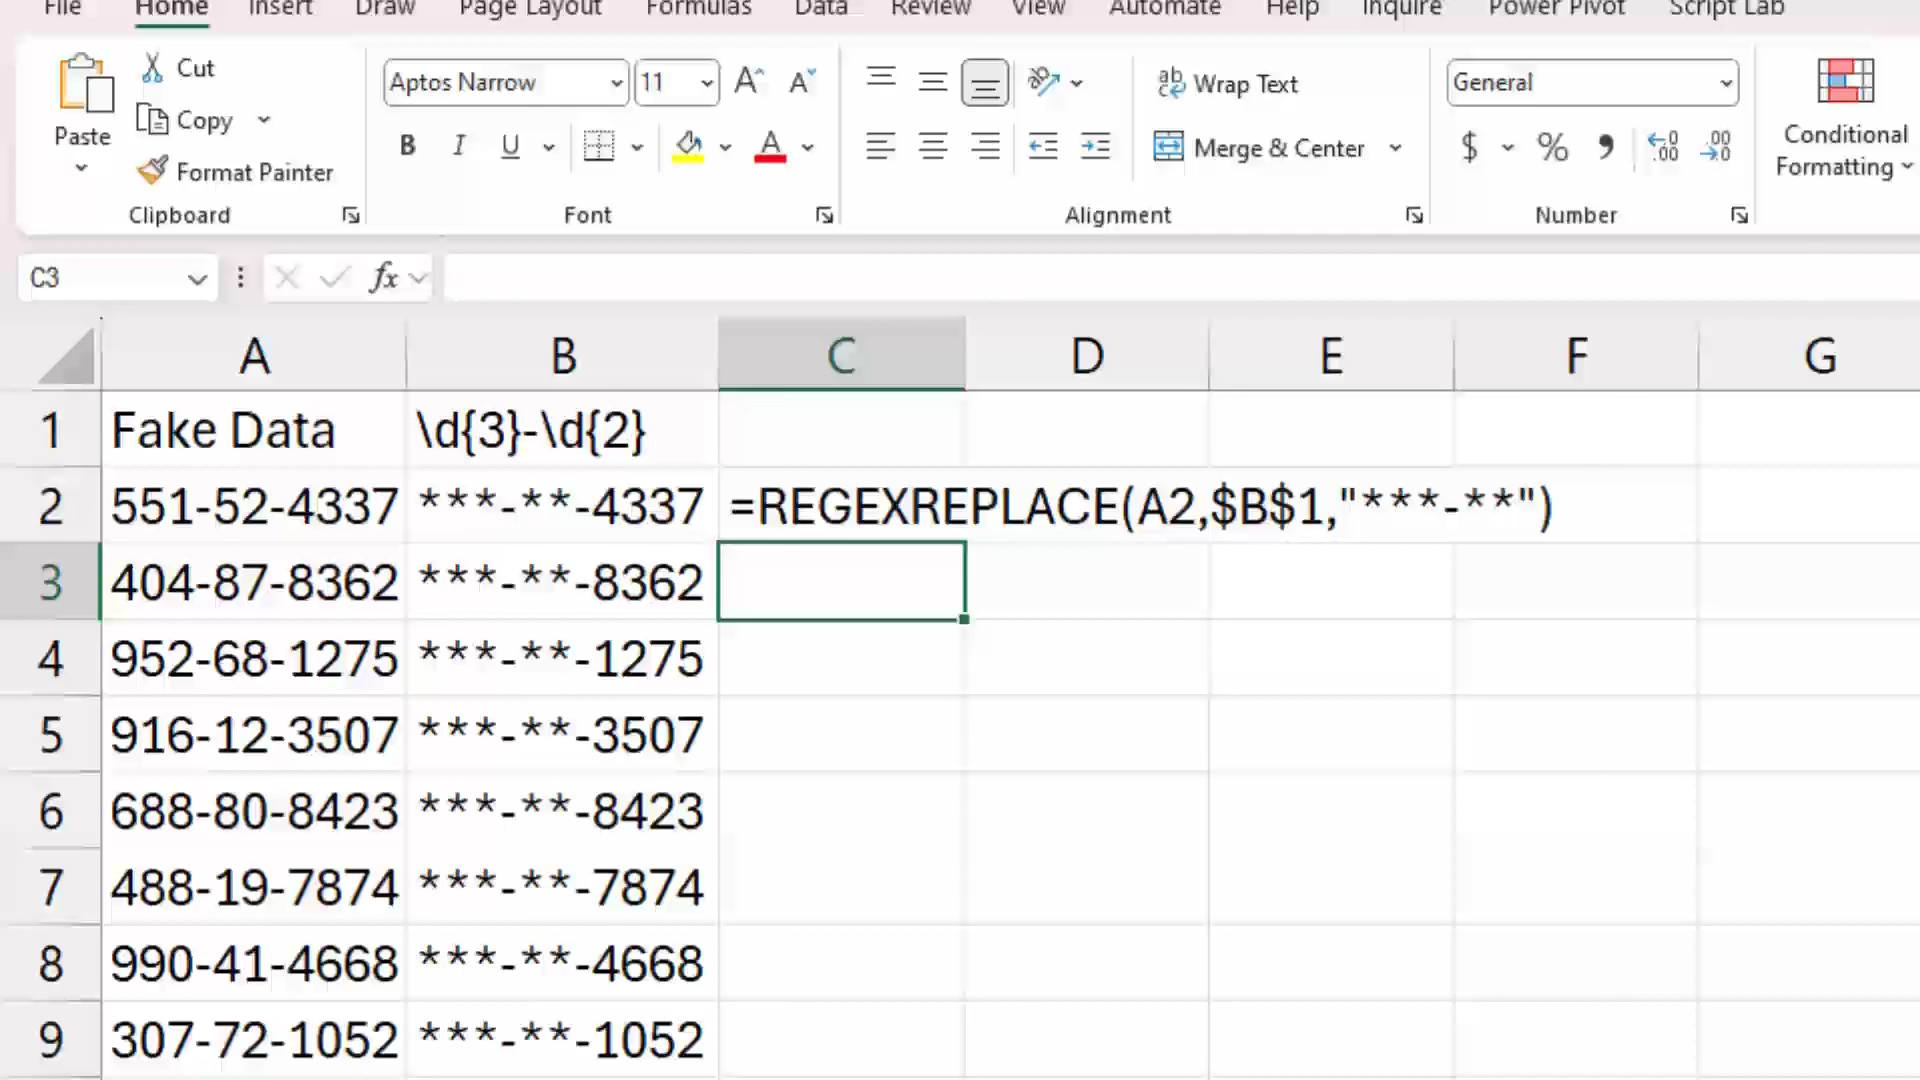 File Home Insert Draw Page Layout Formulas Data Review View Automate Help Inquire Power Pivot Script Lab
Paste
Cut
Copy
Format Painter
Clipboard
Aptos Narrow 11
B I U
Font
Wrap Text
Merge & Center
Alignment
General
$ % , .00 .00
Number
Conditional
Formatting
C3 fx
A B C D E F G
1 Fake Data \d{3}-\d{2}
2 551-52-4337 ***-**-4337 =REGEXREPLACE(A2,$B$1,"***-**")
3 404-87-8362 ***-**-8362
4 952-68-1275 ***-**-1275
5 916-12-3507 ***-**-3507
6 688-80-8423 ***-**-8423
7 488-19-7874 ***-**-7874
8 990-41-4668 ***-**-4668
9 307-72-1052 ***-**-1052